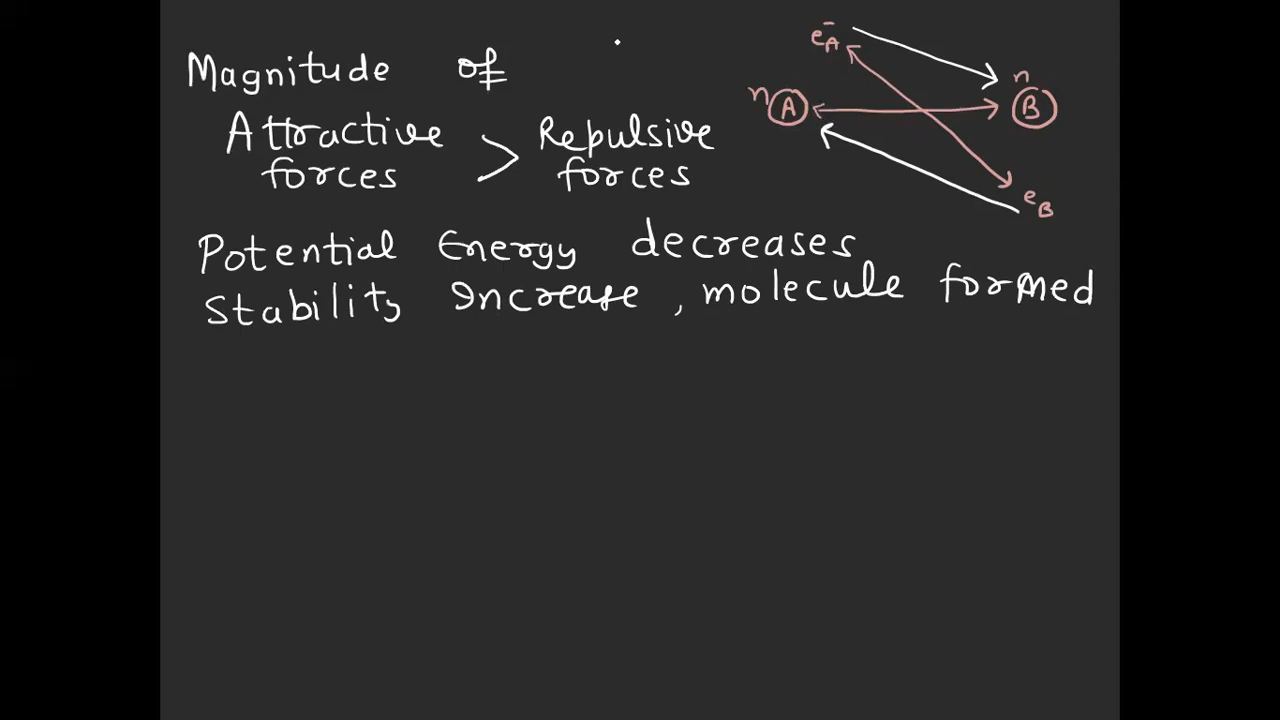 Magnitude of
Attractive forces > Repulsive forces
Potential Energy decreases
Stability Increase, molecule formed
e⁻A
n A
n B
eB